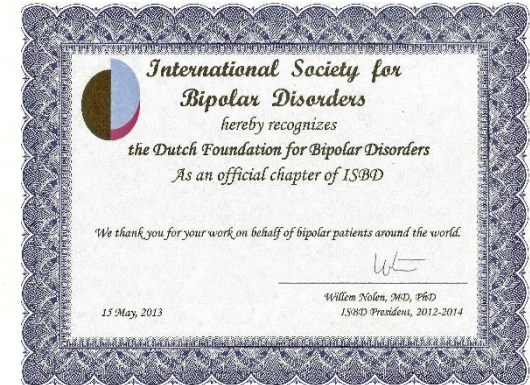 International Society for
Bipolar Disorders
hereby recognizes
the Dutch Foundation for Bipolar Disorders
As an official chapter of ISBD
We thank you for your work on behalf of bipolar patients around the world.
Willem Nolen, MD, PhD
15 May, 2013
ISBD President, 2012-2014